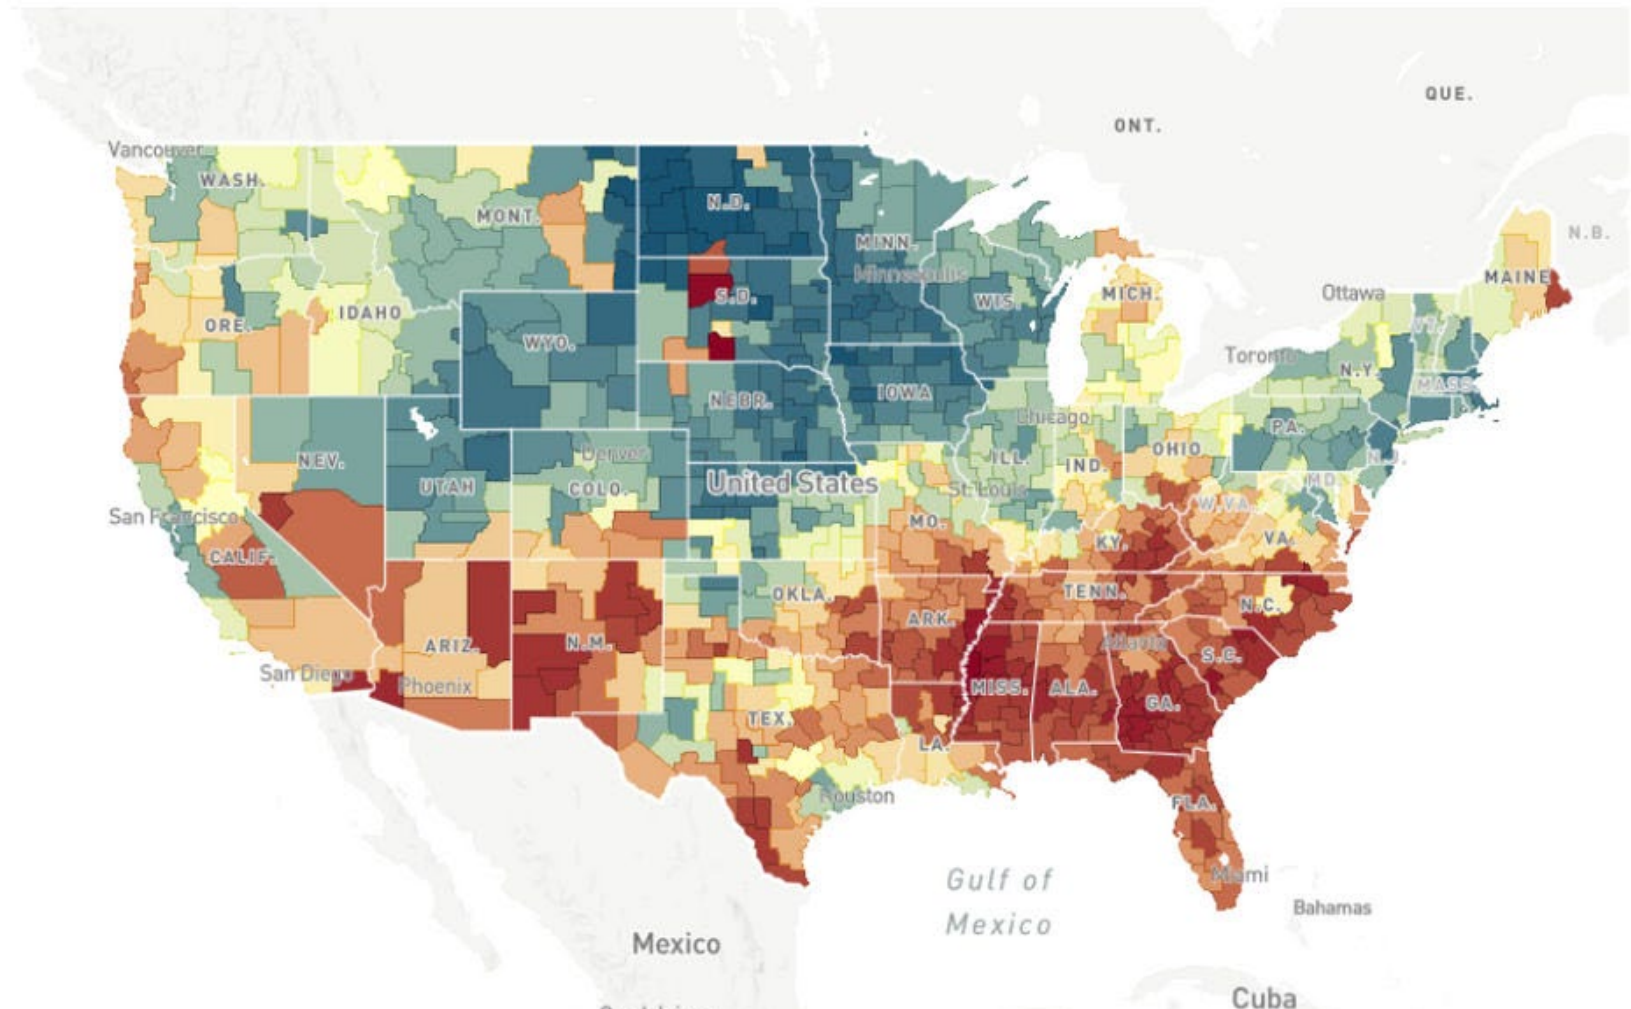 QUE.
ONT.
Vancouver
WASH.
N.D.
MONT.
N.B.
MINN.
Minneapolis
MAINE
S.D.
WIS.
MICH.
Ottawa
IDAHO
ORE.
VT.
WYO.
Toronto
N.Y.
MASS.
IOWA
NEBR.
Chicago
PA.
OHIO
Denver
NEV.
ILL.
IND.
N.J.
United States
UTAH
COLO.
St. Louis
MD.
San Francisco
W.VA.
MO.
KY.
VA.
CALIF.
OKLA.
TENN.
N.C.
ARK.
ARIZ.
N.M.
Atlanta
S.C.
San Diego
Phoenix
MISS.
ALA.
GA.
TEX.
LA.
Houston
FLA.
Gulf of
Mexico
Miami
Bahamas
Mexico
Cuba